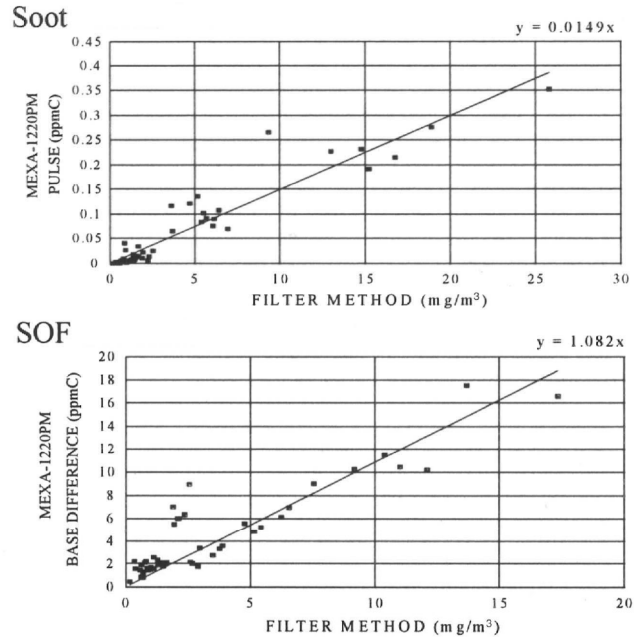 Soot
y = 0.0149x
MEXA-1220PM
PULSE (ppmC)
0.45
0.4
0.35
0.3
0.25
0.2
0.15
0.1
0.05
0
0 5 10 15 20 25 30
FILTER METHOD (mg/m³)
SOF
y = 1.082x
MEXA-1220PM
BASE DIFFERENCE (ppmC)
20
18
16
14
12
10
8
6
4
2
0
0 5 10 15 20
FILTER METHOD (mg/m³)